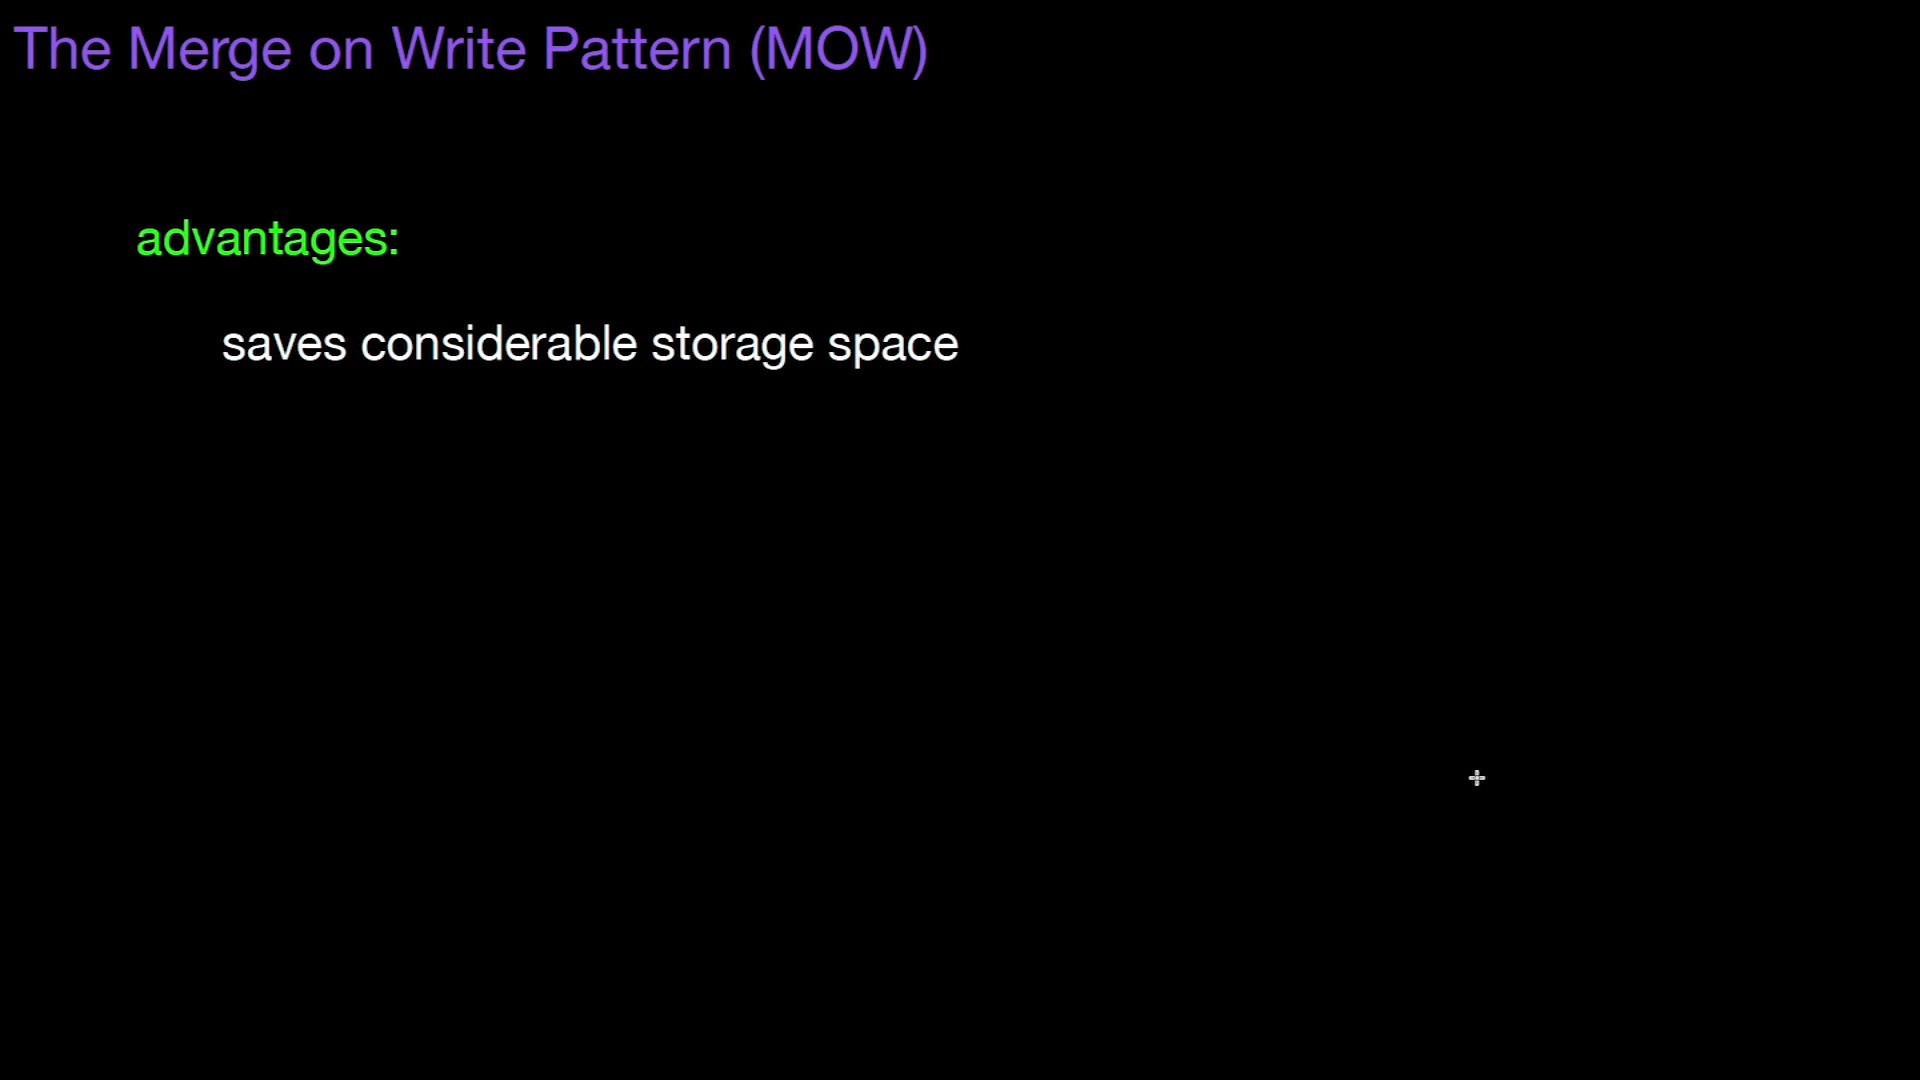 The Merge on Write Pattern (MOW)
advantages:
saves considerable storage space